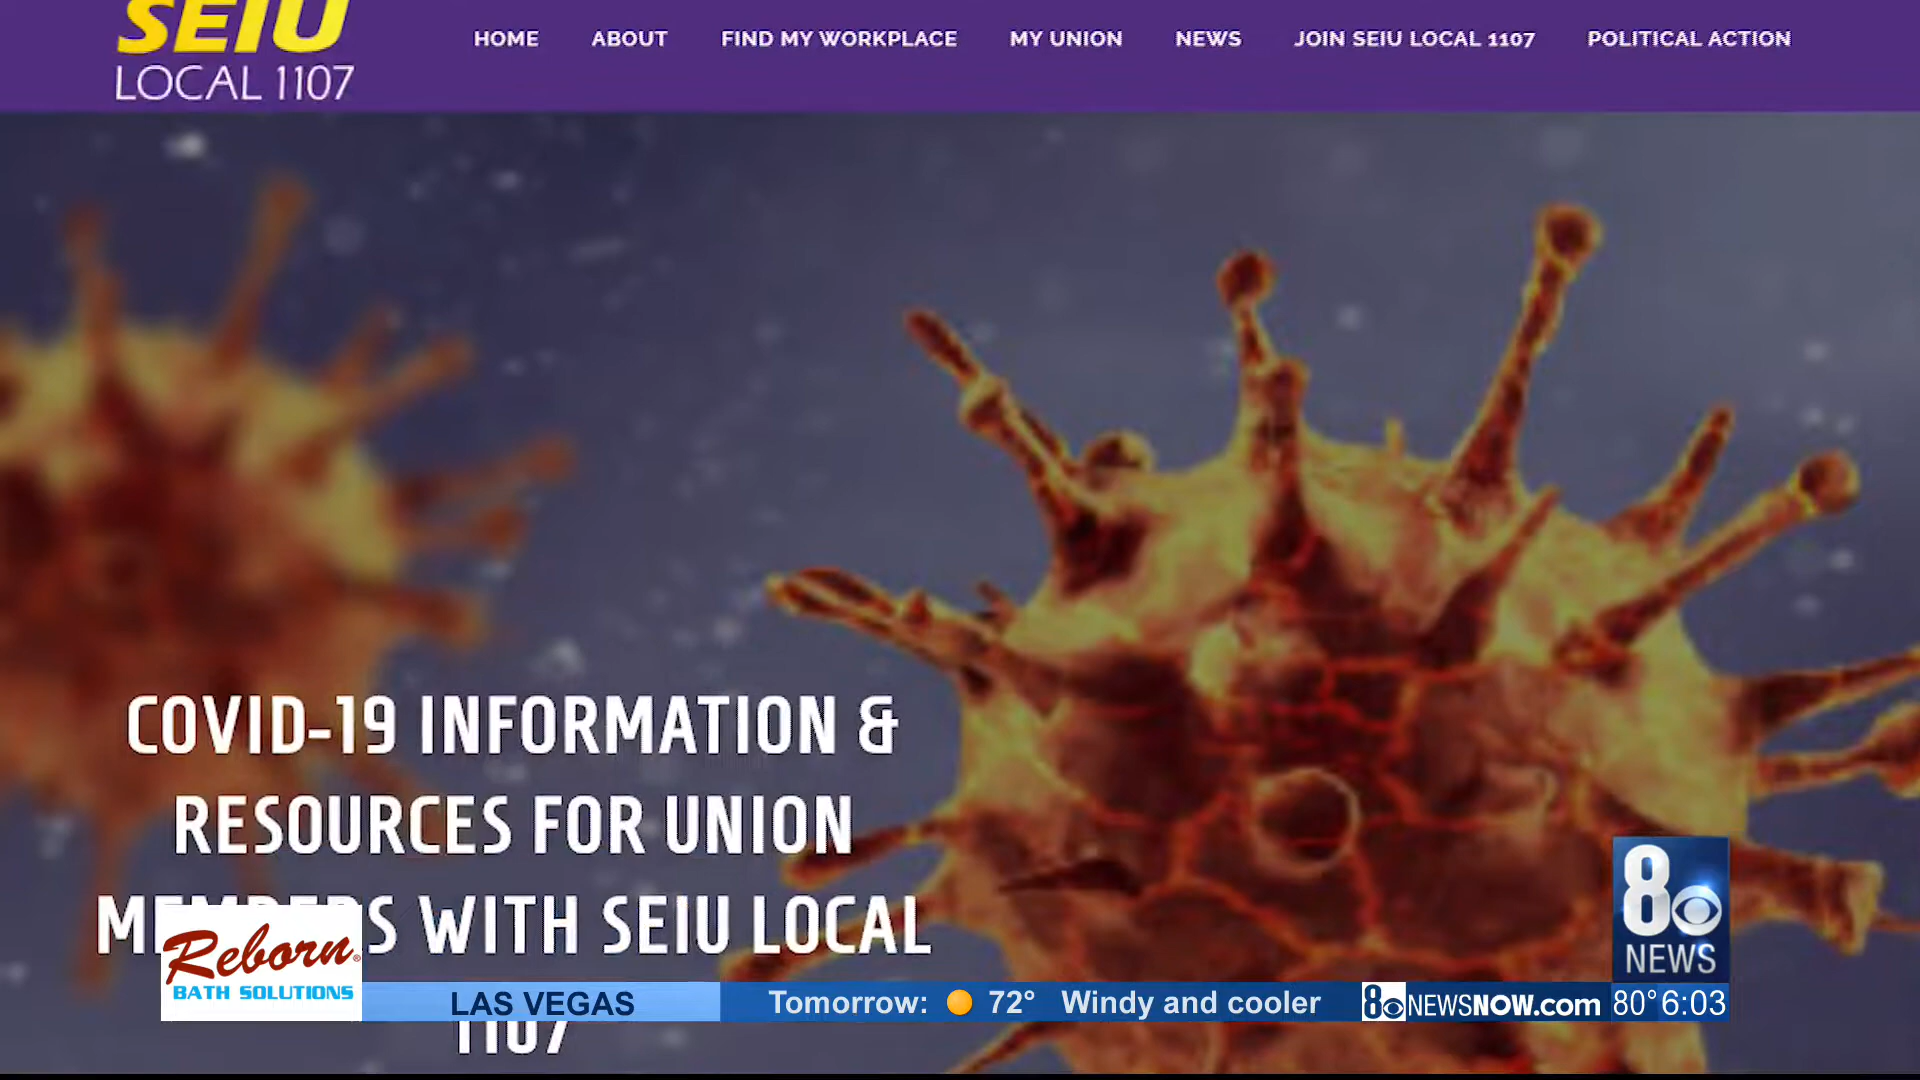 SEIU
LOCAL 1107
HOME ABOUT FIND MY WORKPLACE MY UNION NEWS JOIN SEIU LOCAL 1107 POLITICAL ACTION
COVID-19 INFORMATION &
RESOURCES FOR UNION
MEMBERS WITH SEIU LOCAL
1107
8
NEWS
Reborn®
BATH SOLUTIONS
LAS VEGAS
Tomorrow: 72° Windy and cooler
8NEWSNOW.com 80° 6:03